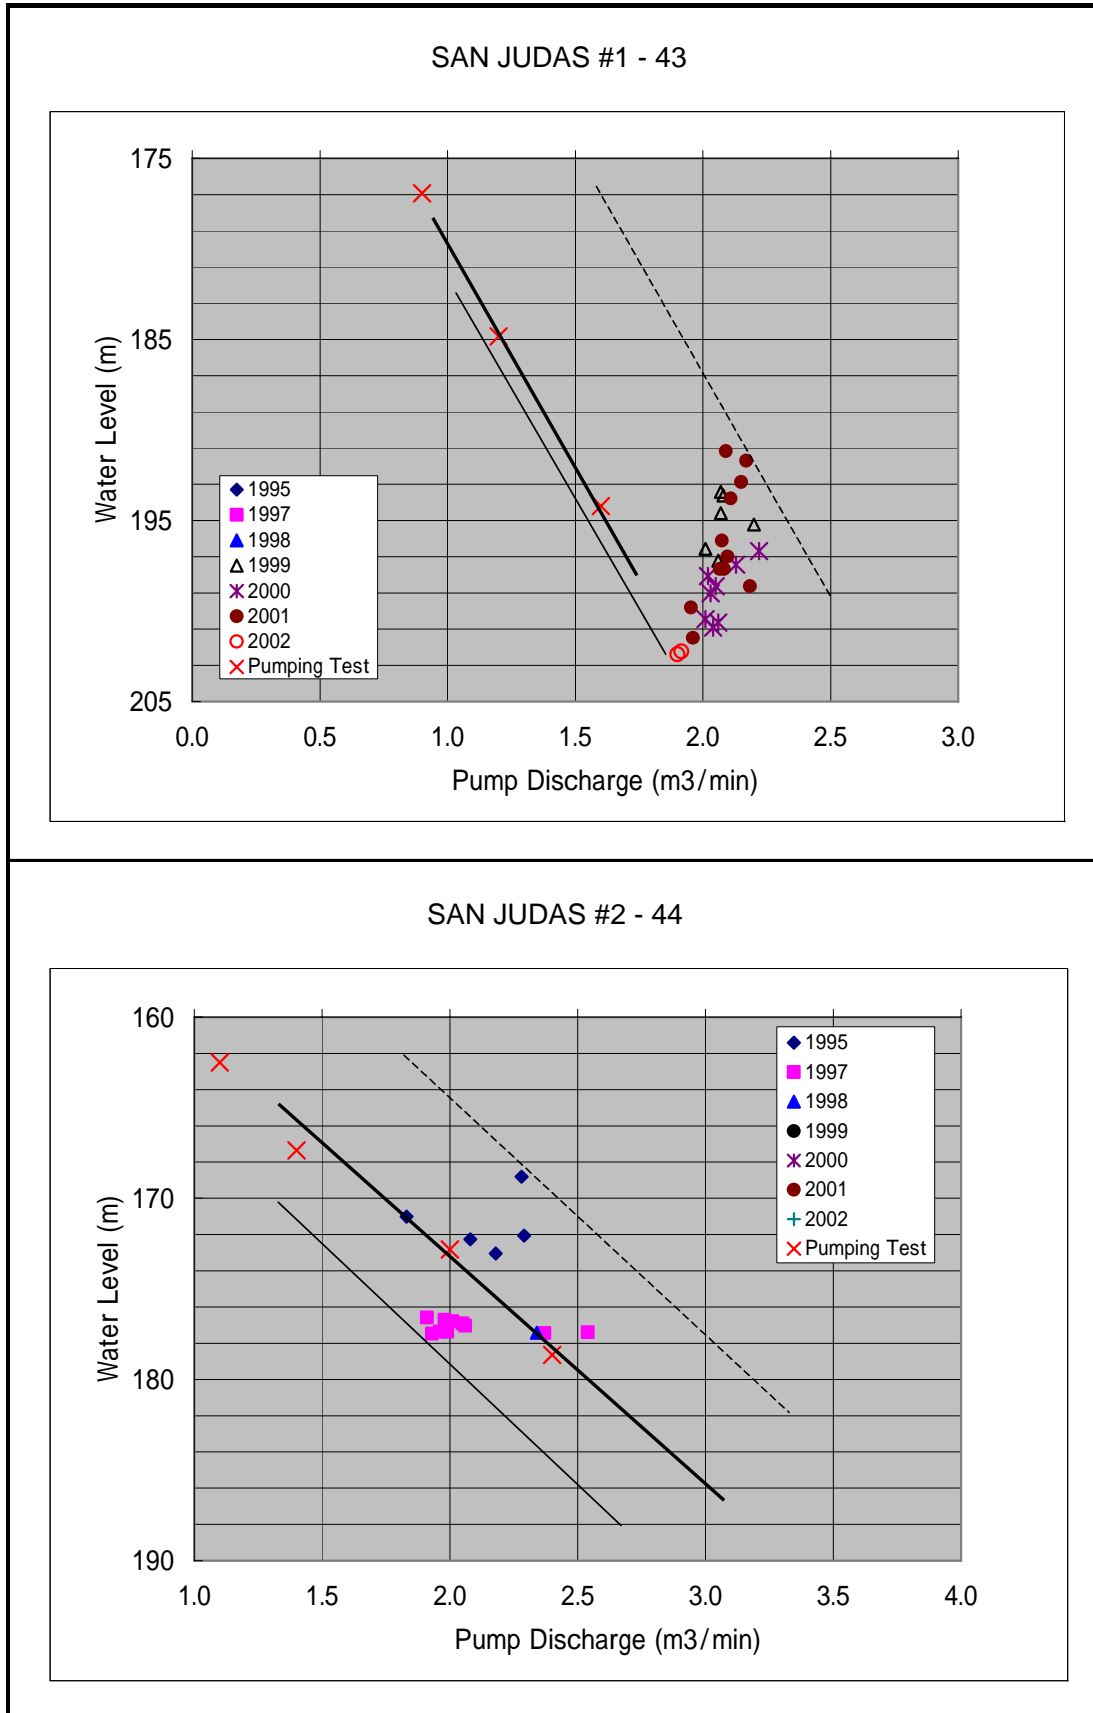 SAN JUDAS #1 - 43
175
185
195
205
Water Level (m)
1995
1997
1998
1999
2000
2001
2002
Pumping Test
0.0 0.5 1.0 1.5 2.0 2.5 3.0
Pump Discharge (m3/min)
SAN JUDAS #2 - 44
160
170
180
190
Water Level (m)
1995
1997
1998
1999
2000
2001
2002
Pumping Test
1.0 1.5 2.0 2.5 3.0 3.5 4.0
Pump Discharge (m3/min)